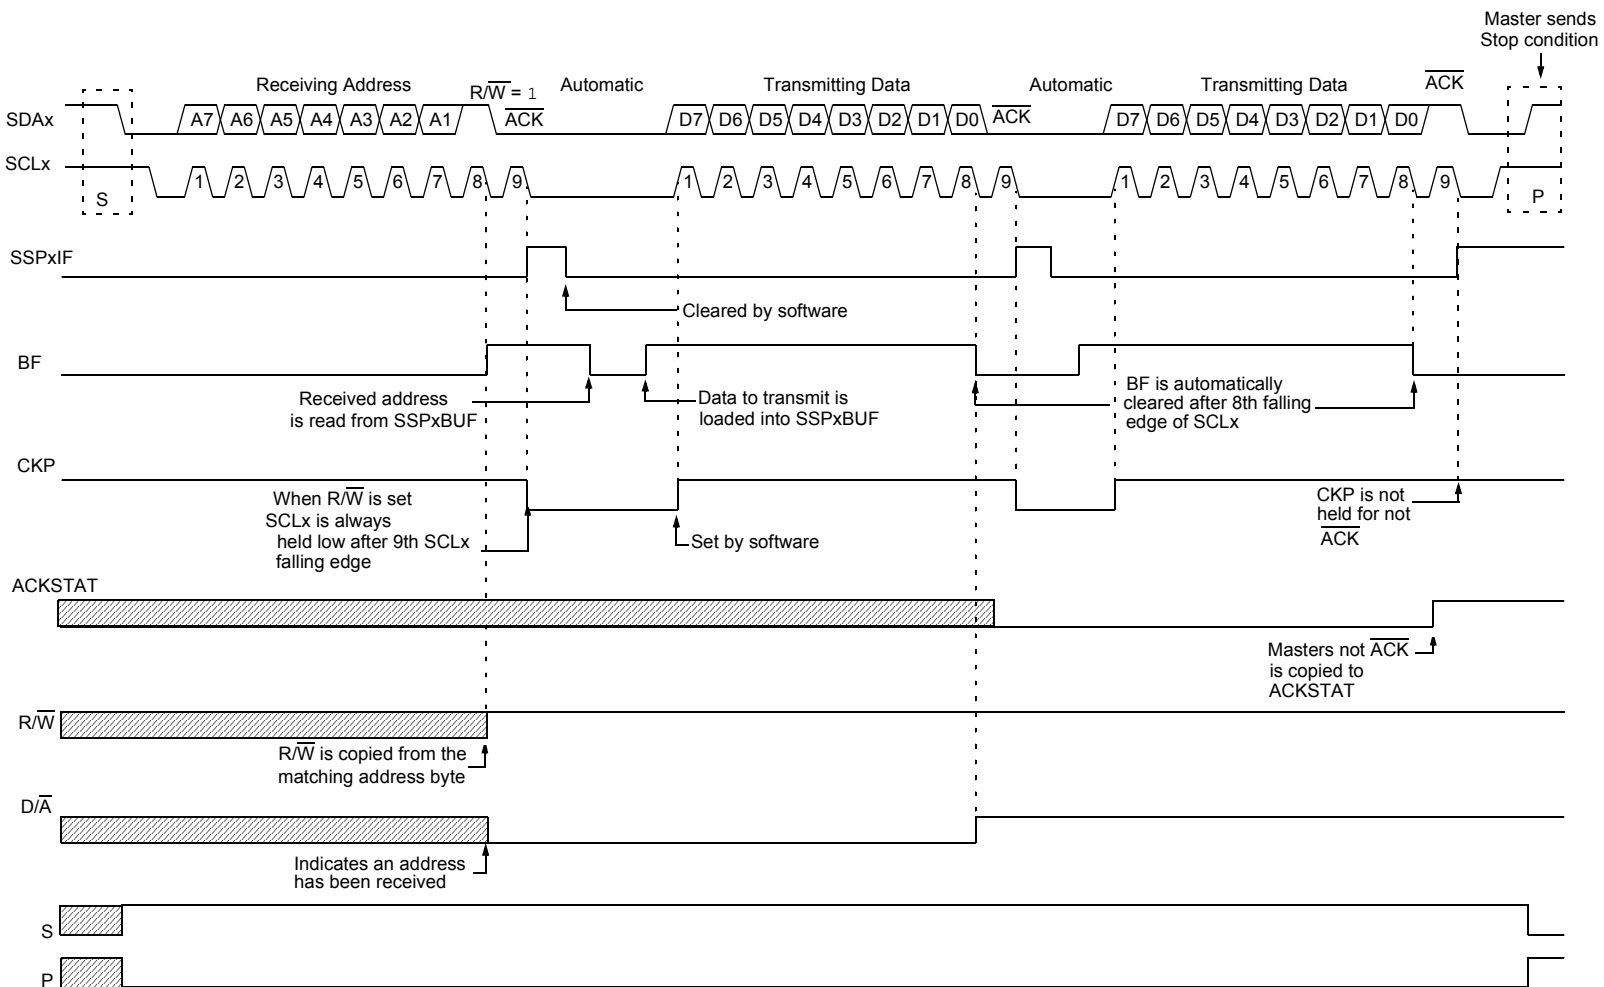 Master sends
Stop condition
Receiving Address
R/W̅ = 1
Automatic
Transmitting Data
Automatic
Transmitting Data
A̅C̅K̅
SDAx
A7 A6 A5 A4 A3 A2 A1
A̅C̅K̅
D7 D6 D5 D4 D3 D2 D1 D0
A̅C̅K̅
D7 D6 D5 D4 D3 D2 D1 D0
SCLx
S
1 2 3 4 5 6 7 8 9
1 2 3 4 5 6 7 8 9
1 2 3 4 5 6 7 8 9
P
SSPxIF
Cleared by software
BF
Received address
is read from SSPxBUF
Data to transmit is
loaded into SSPxBUF
BF is automatically
cleared after 8th falling
edge of SCLx
CKP
When R/W̅ is set
SCLx is always
held low after 9th SCLx
falling edge
Set by software
CKP is not
held for not
A̅C̅K̅
ACKSTAT
Masters not A̅C̅K̅
is copied to
ACKSTAT
R/W̅
R/W̅ is copied from the
matching address byte
D/A̅
Indicates an address
has been received
S
P